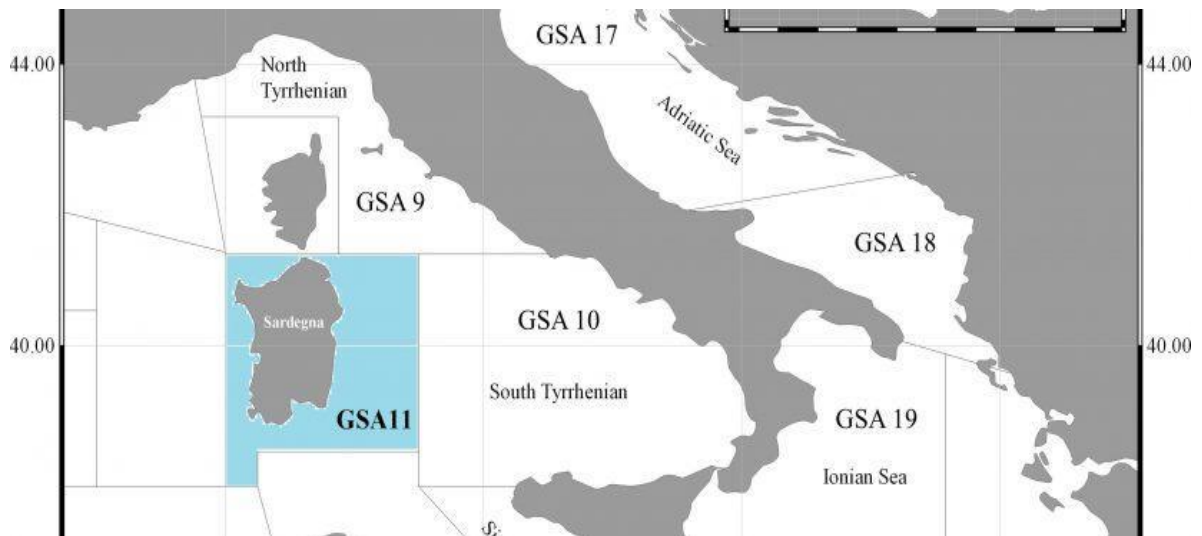 GSA 17
44.00
44.00
North
Tyrrhenian
Adriatic Sea
GSA 9
GSA 18
Sardegna
GSA 10
40.00
40.00
South Tyrrhenian
GSA11
GSA 19
Ionian Sea